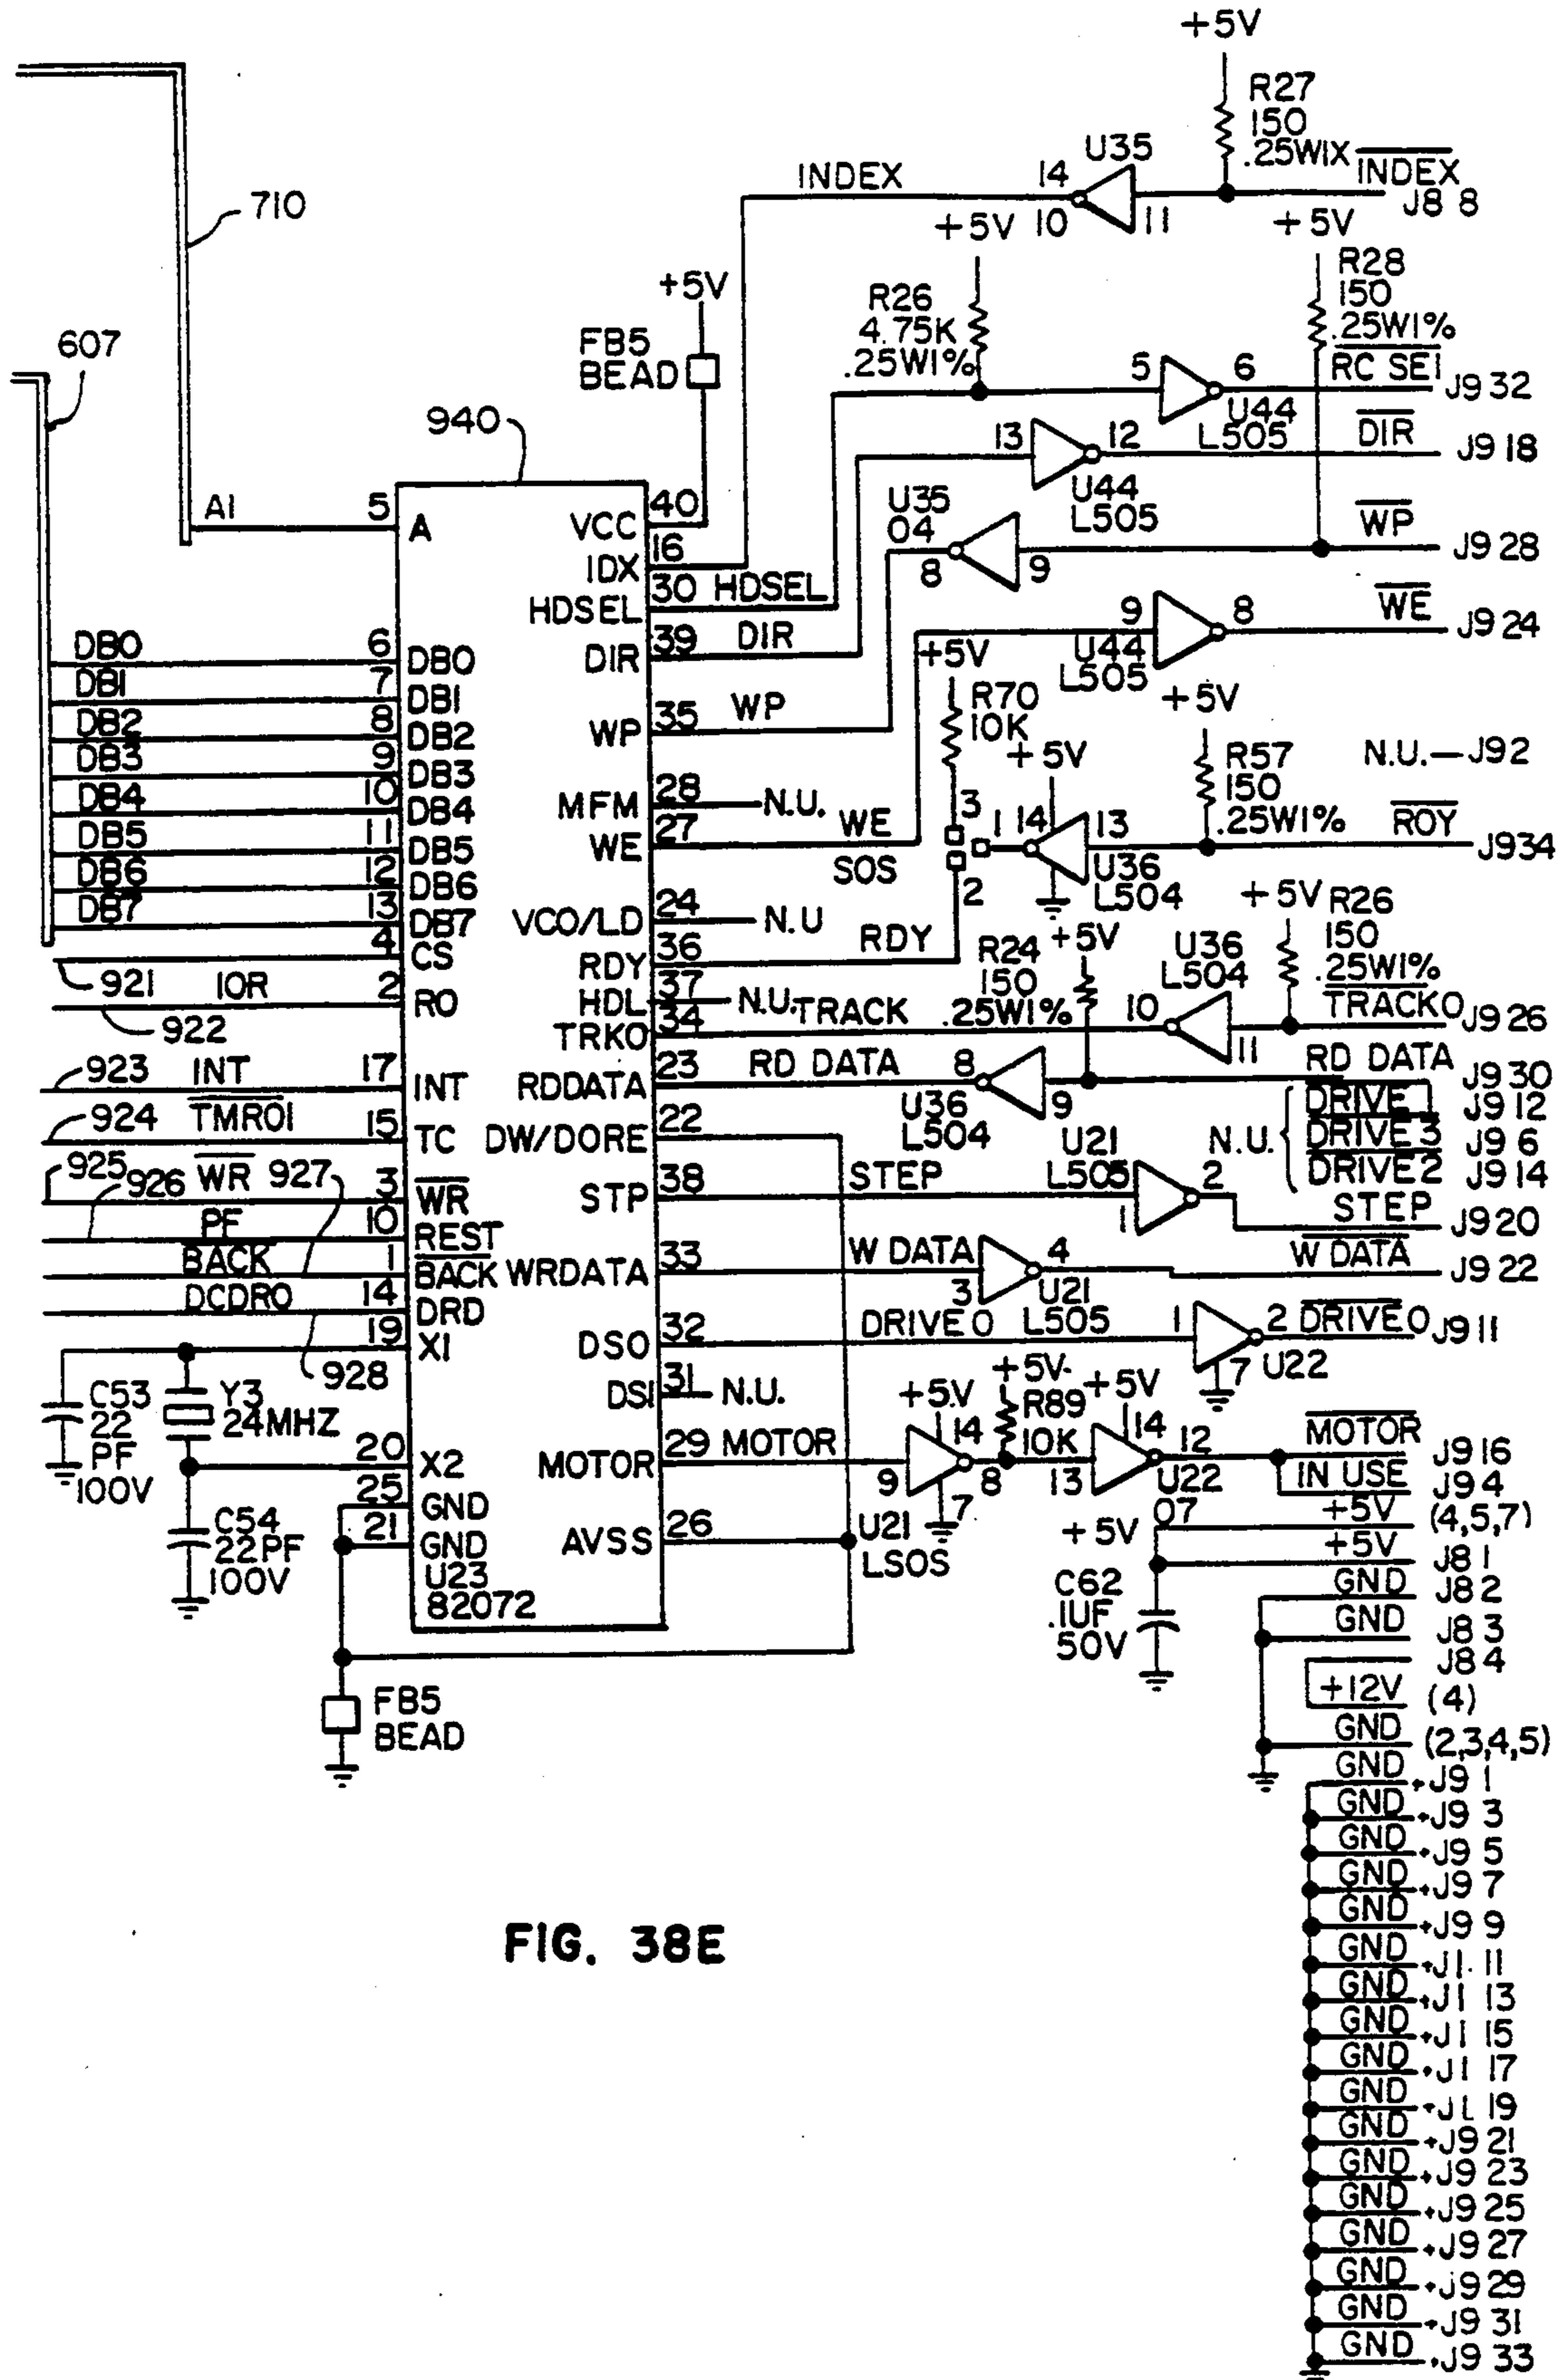 +5V
R27
150
.25W1X
710
INDEX
14
U35
10
11
INDEX
J8 8
+5V
+5V
R28
150
.25W1%
R26
4.75K
.25W1%
+5V
FB5
BEAD
607
5
6
U44
L505
RC SEI
J9 32
940
13
12
U44
L505
DIR
J9 18
A1
5
A
VCC
40
U35
04
8
9
WP
J9 28
IDX
16
HDSEL
30
HDSEL
9
8
U44
L505
WE
J9 24
DIR
39
DIR
DB0
6
DB0
DB1
7
DB1
DB2
8
DB2
DB3
9
DB3
DB4
10
DB4
DB5
11
DB5
DB6
12
DB6
DB7
13
DB7
WP
35
WP
+5V
R70
10K
+5V
+5V
R57
150
.25W1%
N.U.—J92
MFM
28
N.U.
WE
27
WE
SOS
3
1
2
14
13
U36
L504
ROY
J934
VCO/LD
24
N.U
4
CS
921
RDY
36
RDY
R24
150
.25W1%
+5V
U36
L504
+5V
R26
150
.25W1%
IOR
2
RO
922
HDL
37
N.U.
TRKO
34
TRACK
10
11
TRACKO
J9 26
923
INT
17
INT
RDDATA
23
RD DATA
8
9
U36
L504
RD DATA
J9 30
N.U.
DRIVE 1
J9 12
DRIVE3
J9 6
DRIVE2
J9 14
924
TMRO1
15
TC
DW/DORE
22
925
926
WR
927
3
WR
STP
38
STEP
U21
L505
1
2
STEP
J9 20
PF
10
REST
BACK
1
BACK
WRDATA
33
W DATA
3
4
U21
L505
W DATA
J9 22
DCDRO
14
DRD
928
19
X1
DSO
32
DRIVE 0
1
2
7
U22
DRIVE 0
J9 11
DSI
31
N.U.
C53
22
PF
100V
Y3
24MHZ
20
X2
MOTOR
29
MOTOR
+5V
14
9
8
7
U21
LSOS
+5V
R89
10K
+5V
14
13
12
U22
07
MOTOR
J9 16
IN USE
J9 4
25
GND
21
GND
C54
22PF
100V
AVSS
26
U23
82072
+5V
C62
.1UF
50V
+5V
(4,5,7)
+5V
J8 1
GND
J8 2
GND
J8 3
J8 4
+12V
(4)
GND
(2,3,4,5)
FB5
BEAD
GND
J9 1
GND
J9 3
GND
J9 5
GND
J9 7
GND
J9 9
GND
J1 11
GND
J1 13
GND
J1 15
GND
J1 17
GND
J1 19
GND
J9 21
GND
J9 23
GND
J9 25
GND
J9 27
GND
J9 29
GND
J9 31
GND
J9 33
FIG. 38E